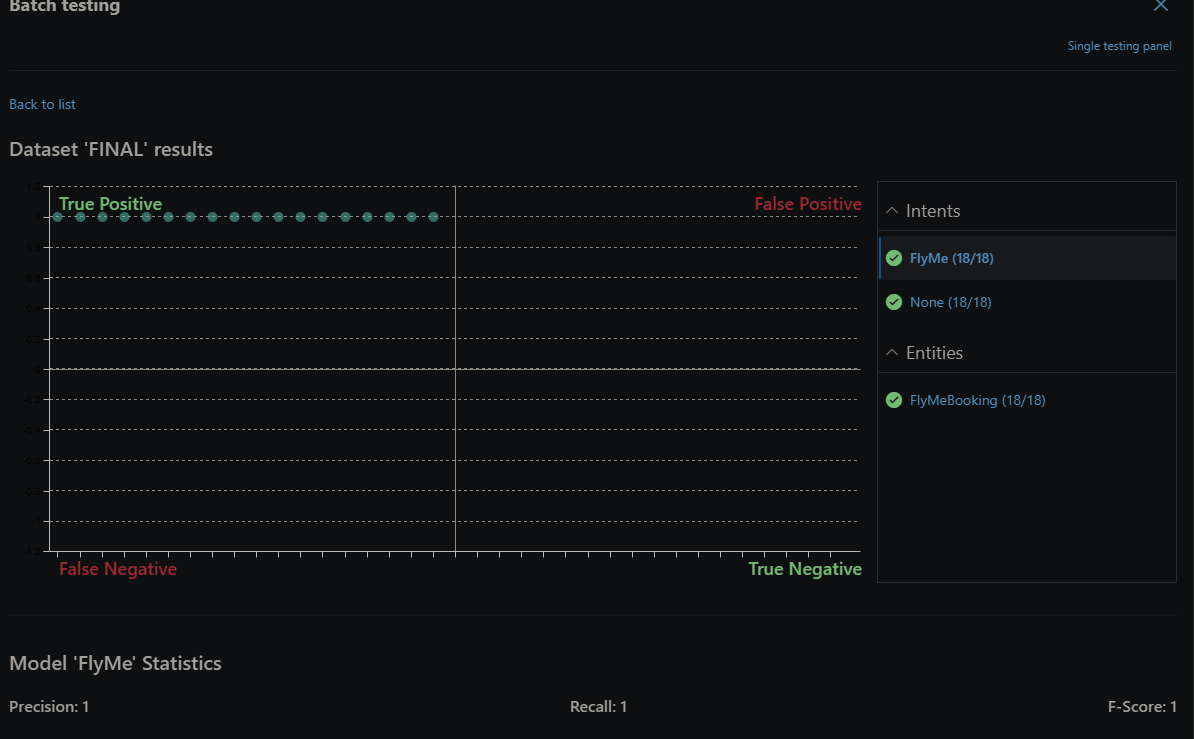 Batch testing
Single testing panel
Back to list
Dataset 'FINAL' results
1.2
True Positive
False Positive
1
0.8
0.6
0.4
0.2
0
-0.2
-0.4
-0.6
-0.8
-1
-1.2
False Negative
True Negative
Intents
FlyMe (18/18)
None (18/18)
Entities
FlyMeBooking (18/18)
Model 'FlyMe' Statistics
Precision: 1
Recall: 1
F-Score: 1